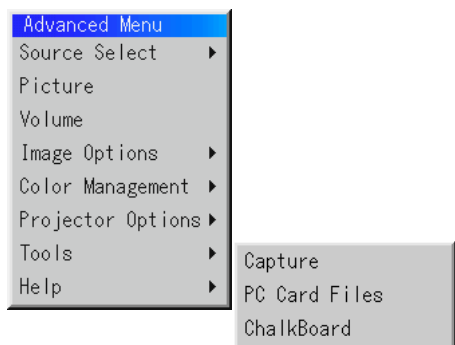 Advanced Menu
Source Select
Picture
Volume
Image Options
Color Management
Projector Options
Tools
Help
Capture
PC Card Files
ChalkBoard